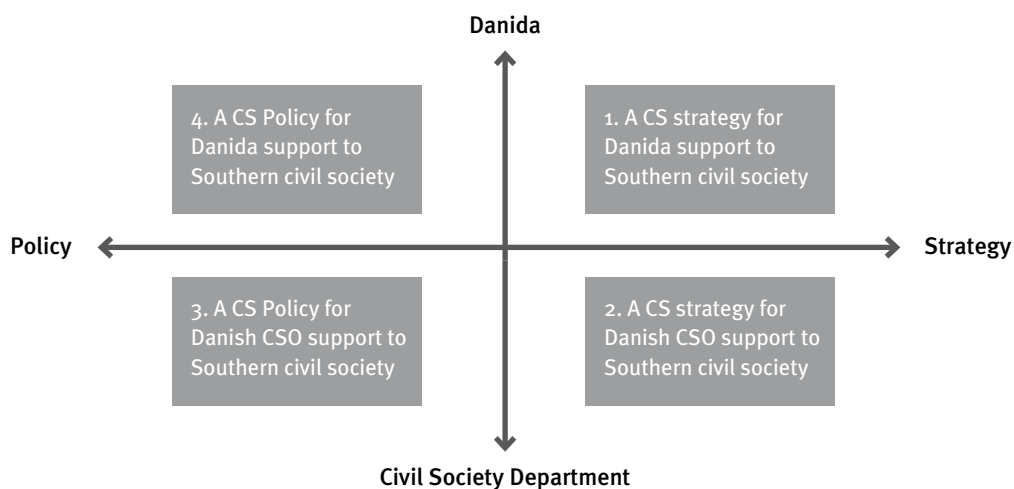 Danida
4. A CS Policy for
Danida support to
Southern civil society
1. A CS strategy for
Danida support to
Southern civil society
Policy
Strategy
3. A CS Policy for
Danish CSO support to
Southern civil society
2. A CS strategy for
Danish CSO support to
Southern civil society
Civil Society Department